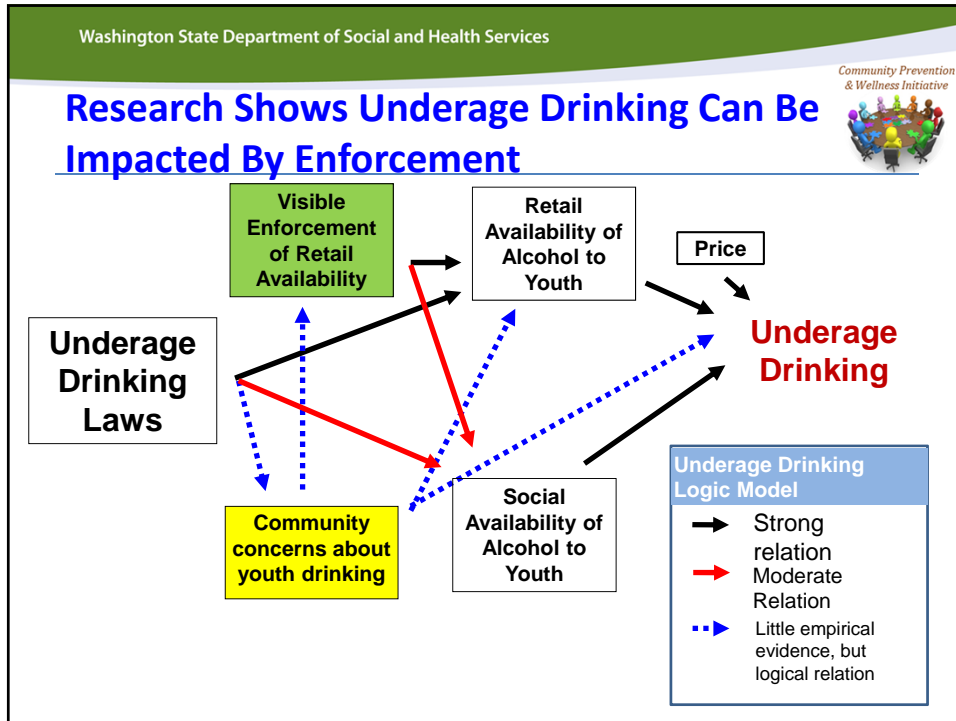 Washington State Department of Social and Health Services
Community Prevention
& Wellness Initiative
Research Shows Underage Drinking Can Be
Impacted By Enforcement
Visible
Enforcement
of Retail
Availability
Retail
Availability of
Alcohol to
Youth
Price
Underage
Drinking
Laws
Underage
Drinking
Community
concerns about
youth drinking
Social
Availability of
Alcohol to
Youth
Underage Drinking
Logic Model
Strong
relation
Moderate
Relation
Little empirical
evidence, but
logical relation